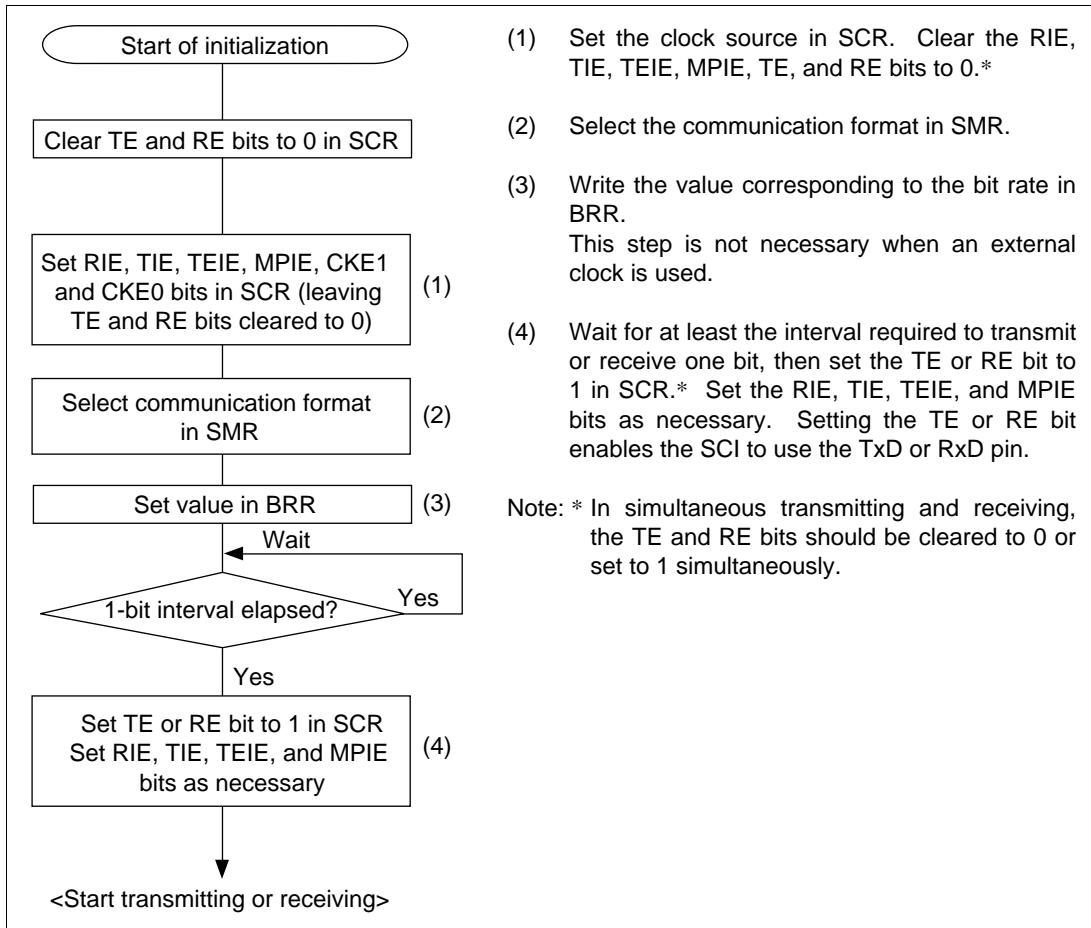 Start of initialization
Clear TE and RE bits to 0 in SCR
Set RIE, TIE, TEIE, MPIE, CKE1
and CKE0 bits in SCR (leaving
TE and RE bits cleared to 0)
(1)
Select communication format
in SMR
(2)
Set value in BRR
(3)
Wait
1-bit interval elapsed?
Yes
Yes
Set TE or RE bit to 1 in SCR
Set RIE, TIE, TEIE, and MPIE
bits as necessary
(4)
<Start transmitting or receiving>
(1) Set the clock source in SCR. Clear the RIE,
TIE, TEIE, MPIE, TE, and RE bits to 0.*
(2) Select the communication format in SMR.
(3) Write the value corresponding to the bit rate in
BRR.
This step is not necessary when an external
clock is used.
(4) Wait for at least the interval required to transmit
or receive one bit, then set the TE or RE bit to
1 in SCR.* Set the RIE, TIE, TEIE, and MPIE
bits as necessary. Setting the TE or RE bit
enables the SCI to use the TxD or RxD pin.
Note: * In simultaneous transmitting and receiving,
the TE and RE bits should be cleared to 0 or
set to 1 simultaneously.